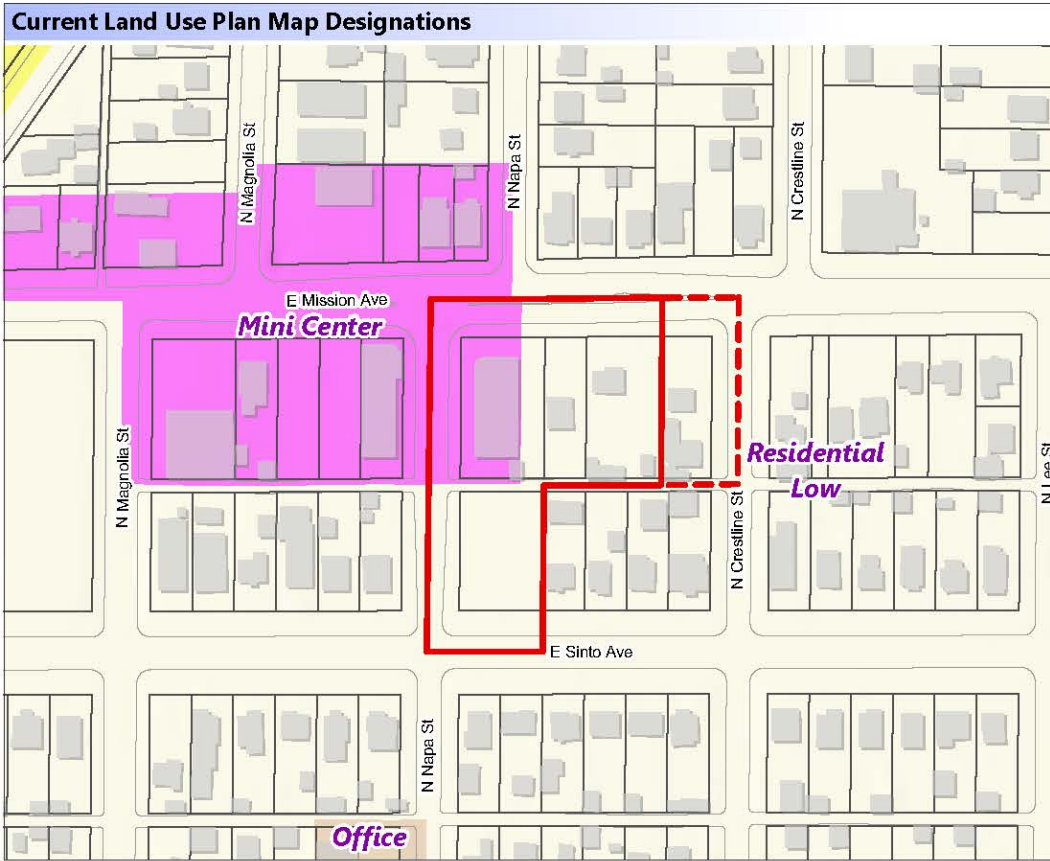 Current Land Use Plan Map Designations
N Magnolia St
N Napa St
N Crestline St
E Mission Ave
Mini Center
Residential
Low
N Magnolia St
N Crestline St
N Lee St
E Sinto Ave
N Napa St
Office